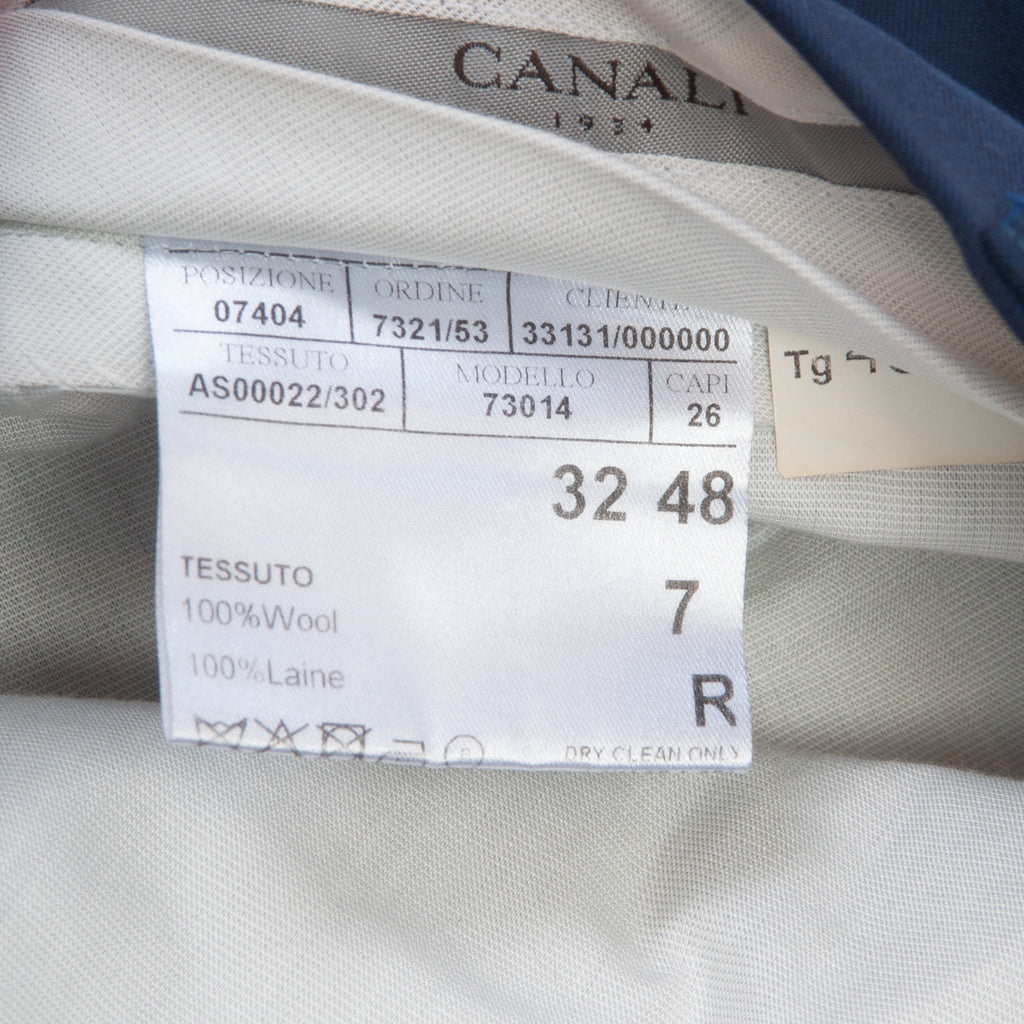 CANALI
1934
POSIZIONE ORDINE
07404 7321/53 33131/000000
TESSUTO MODELLO CAPI
AS00022/302 73014 26
Tg
32 48
TESSUTO
100%Wool
7
100%Laine
R
DRY CLEAN ONLY